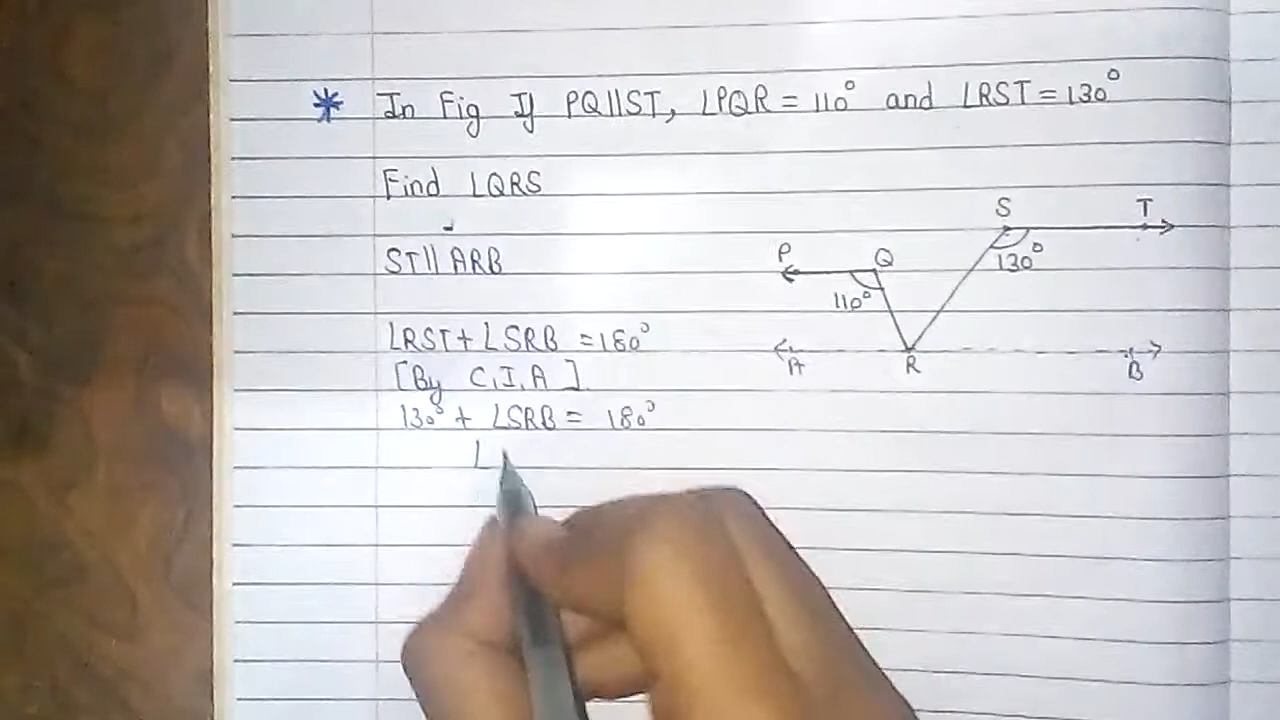 * In Fig If PQ||ST, ∠PQR = 110° and ∠RST = 130°
Find ∠QRS
ST || ARB
∠RST + ∠SRB = 180°
[By C,I,A]
130° + ∠SRB = 180°
∠
S T
P Q
130°
110°
A R B